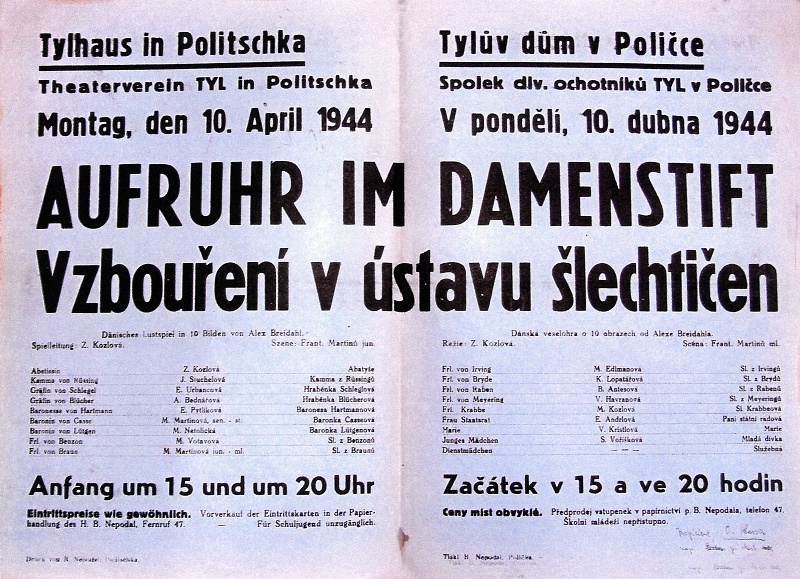 Tylhaus in Politschka
Theaterverein TYL in Politschka
Montag, den 10. April 1944
Tylův dům v Poličce
Spolek div. ochotníků TYL v Poličce
V pondělí, 10. dubna 1944
AUFRUHR IM DAMENSTIFT
Vzbouření v ústavu šlechtičen
Dänisches Lustspiel in 10 Bildern von Alex Breidahl.
Spielleitung: Z. Kozlová. Szene: Frant. Martinů jun.
Abetissin Z. Kozlová Abatyše
Kamma von Rüssing J. Stuchelová Kamma z Rüssingů
Gräfin von Schlegel E. Urbancová Hraběnka Schleglová
Gräfin von Blücher A. Bednářová Hraběnka Blücherová
Baronesse von Hartmann E. Pytlíková Baroness Hartmannová
Baronin von Casse M. Martinová, sen. - st. Baronka Casseová
Baronin von Lütgen M. Natolická Baronka Lütgenová
Frl. von Benzon M. Votavová Sl. z Benzonů
Frl. von Braun M. Martinová jun. - ml. Sl. z Braunů
Dánská veselohra o 10 obrazech od Alexe Breidahla.
Režie: Z. Kozlová. Scéna: Frant. Martinů ml.
Frl. von Irving M. Edlmanová Sl. z Irvingů
Frl. von Bryde K. Lopatářová Sl. z Brydů
Frl. von Raben B. Antesová Sl. z Rabenů
Frl. von Meyering V. Havranová Sl. z Meyeringů
Frl. Krabbe M. Kozlová Sl. Krabbeová
Frau Staatsrat E. Andrlová Paní státní radová
Marie V. Kristlová Marie
Junges Mädchen S. Voříšková Mladá dívka
Dienstmädchen — — — Služebná
Anfang um 15 und um 20 Uhr
Eintrittspreise wie gewöhnlich. Vorverkauf der Eintrittskarten in der Papier-
handlung des H. B. Nepodal, Fernruf 47. — Für Schuljugend unzugänglich.
Druck von B. Nepodal, Politschka.
Začátek v 15 a ve 20 hodin
Ceny míst obvyklé. Předprodej vstupenek v papírnictví p. B. Nepodala, telefon 47.
Školní mládeži nepřístupno.
Tiskl B. Nepodal, Polička.